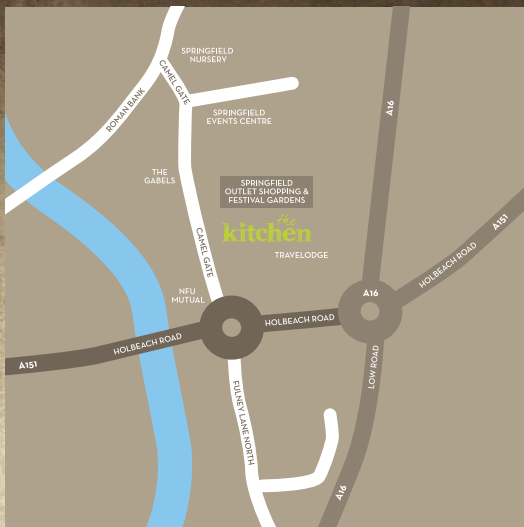 A16
SPRINGFIELD
NURSERY
CAMEL GATE
ROMAN BANK
SPRINGFIELD
EVENTS CENTRE
A16
THE
GABELS
SPRINGFIELD
OUTLET SHOPPING &
FESTIVAL GARDENS
the
kitchen
A151
CAMEL GATE
TRAVELODGE
HOLBEACH ROAD
NFU
MUTUAL
A16
HOLBEACH ROAD
HOLBEACH ROAD
A151
LOW ROAD
FULNEY LANE NORTH
A16